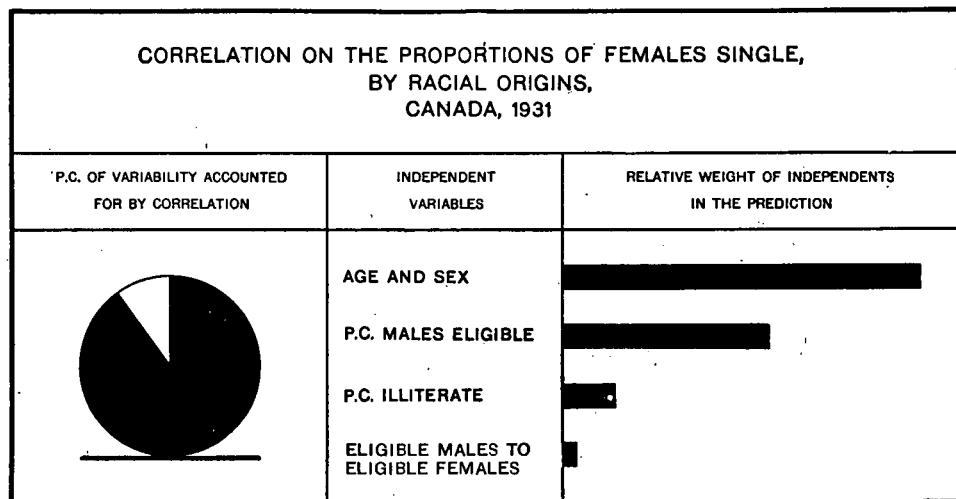 CORRELATION ON THE PROPORTIONS OF FEMALES SINGLE,
BY RACIAL ORIGINS,
CANADA, 1931
P.C. OF VARIABILITY ACCOUNTED
FOR BY CORRELATION
INDEPENDENT
VARIABLES
RELATIVE WEIGHT OF INDEPENDENTS
IN THE PREDICTION
AGE AND SEX
P.C. MALES ELIGIBLE
P.C. ILLITERATE
ELIGIBLE MALES TO
ELIGIBLE FEMALES